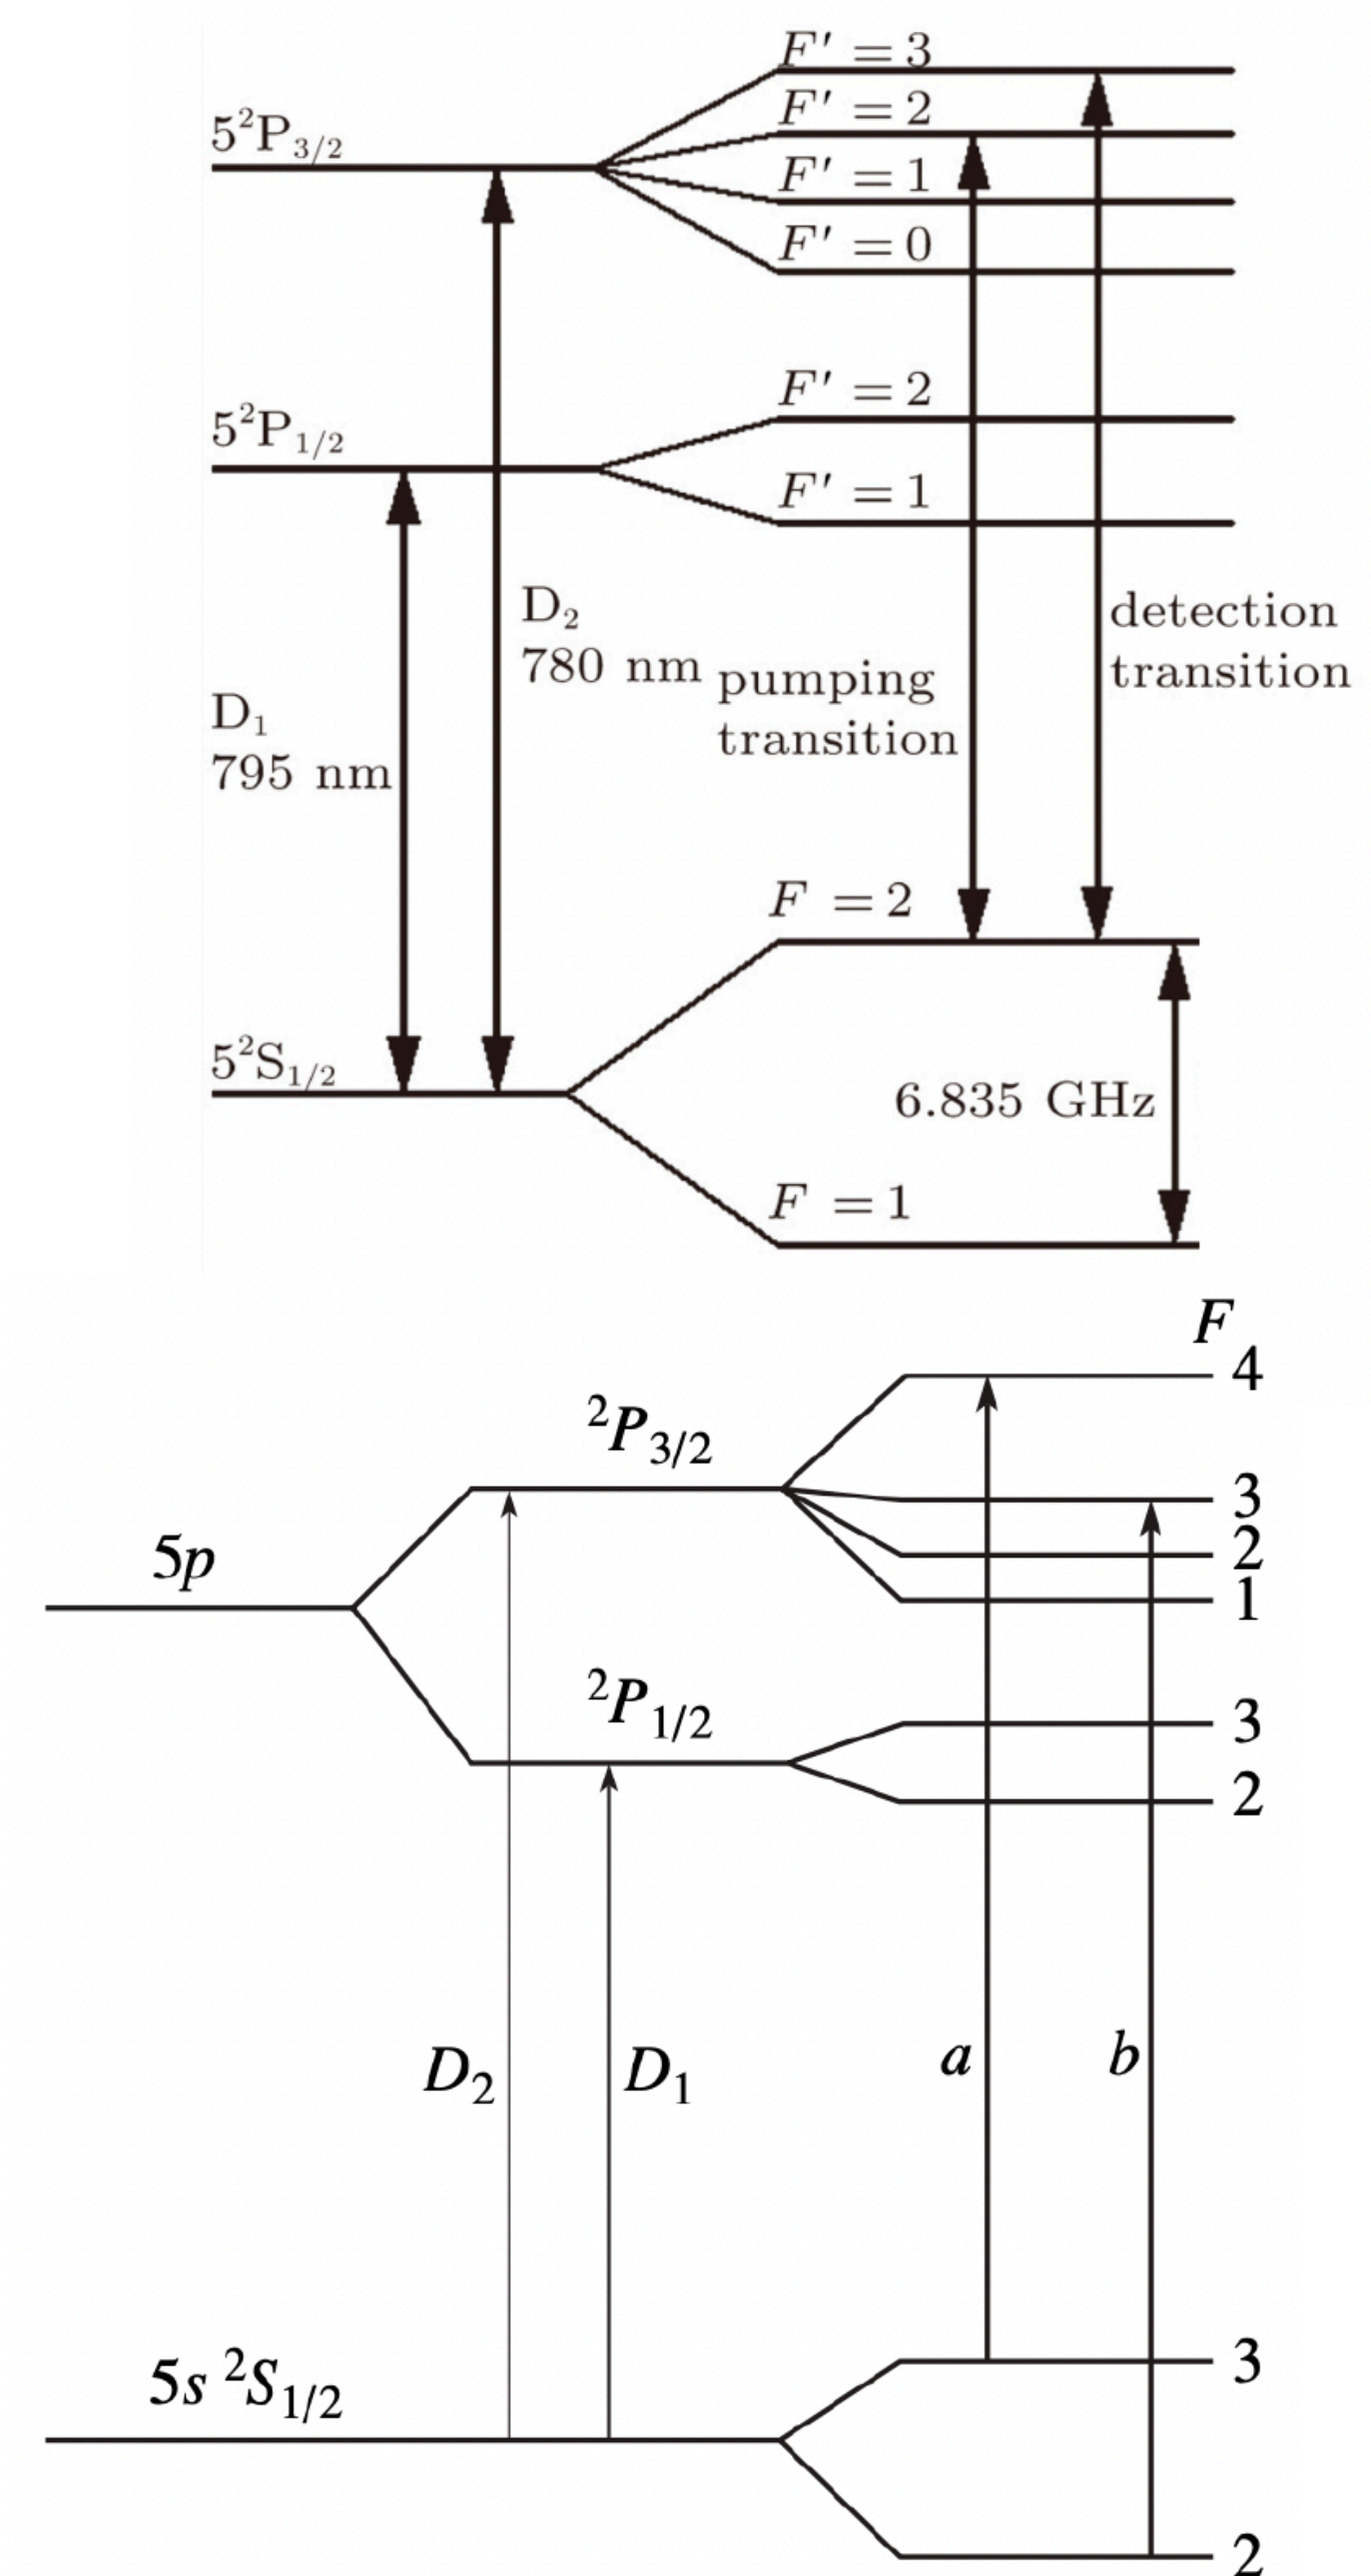 F′ = 3
5²P₃/₂
F′ = 2
F′ = 1
F′ = 0
F′ = 2
5²P₁/₂
F′ = 1
D₂
780 nm
detection
transition
pumping
transition
D₁
795 nm
F = 2
5²S₁/₂
6.835 GHz
F = 1
F
4
²P₃/₂
3
5p
2
1
²P₁/₂
3
2
D₂
D₁
a
b
5s ²S₁/₂
3
2